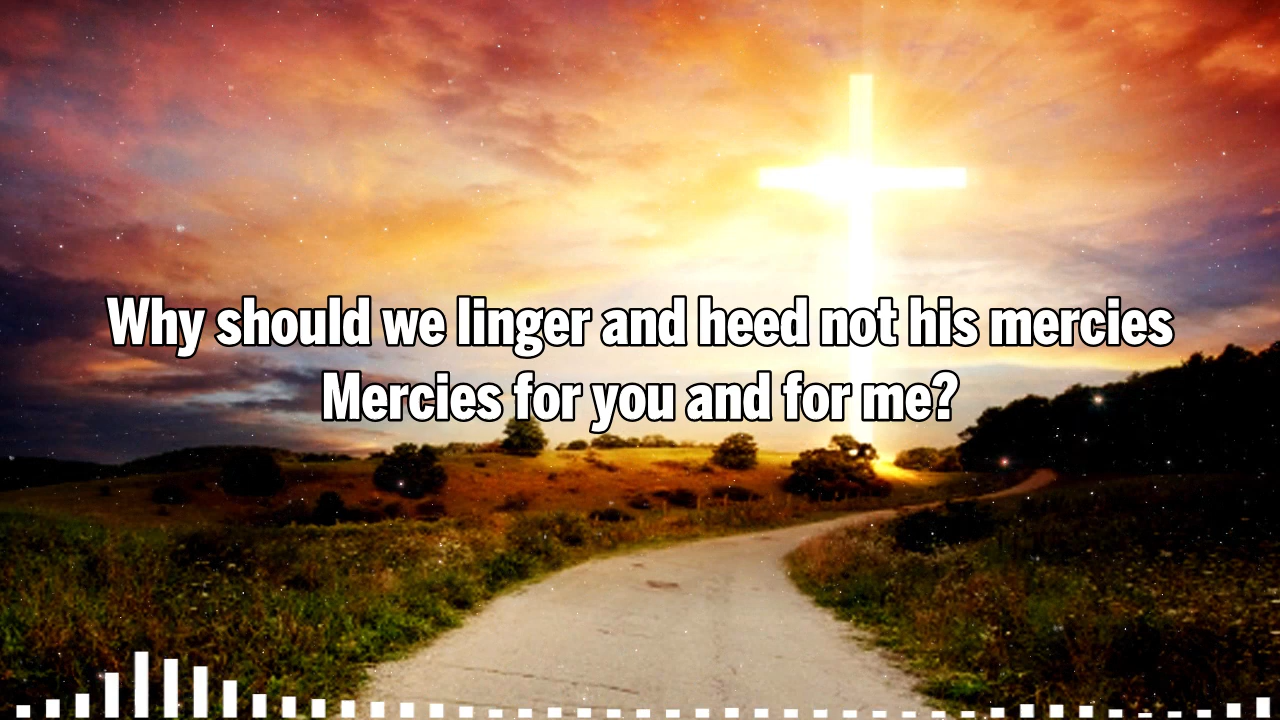 Why should we linger and heed not his mercies
Mercies for you and for me?